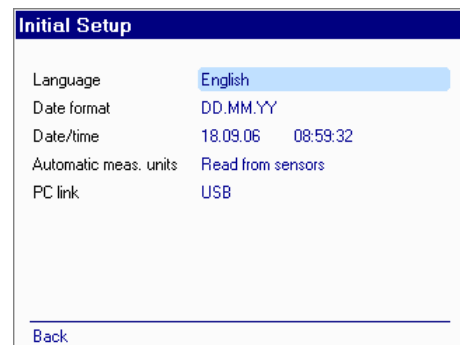 Initial Setup
Language English
Date format DD.MM.YY
Date/time 18.09.06 08:59:32
Automatic meas. units Read from sensors
PC link USB
Back